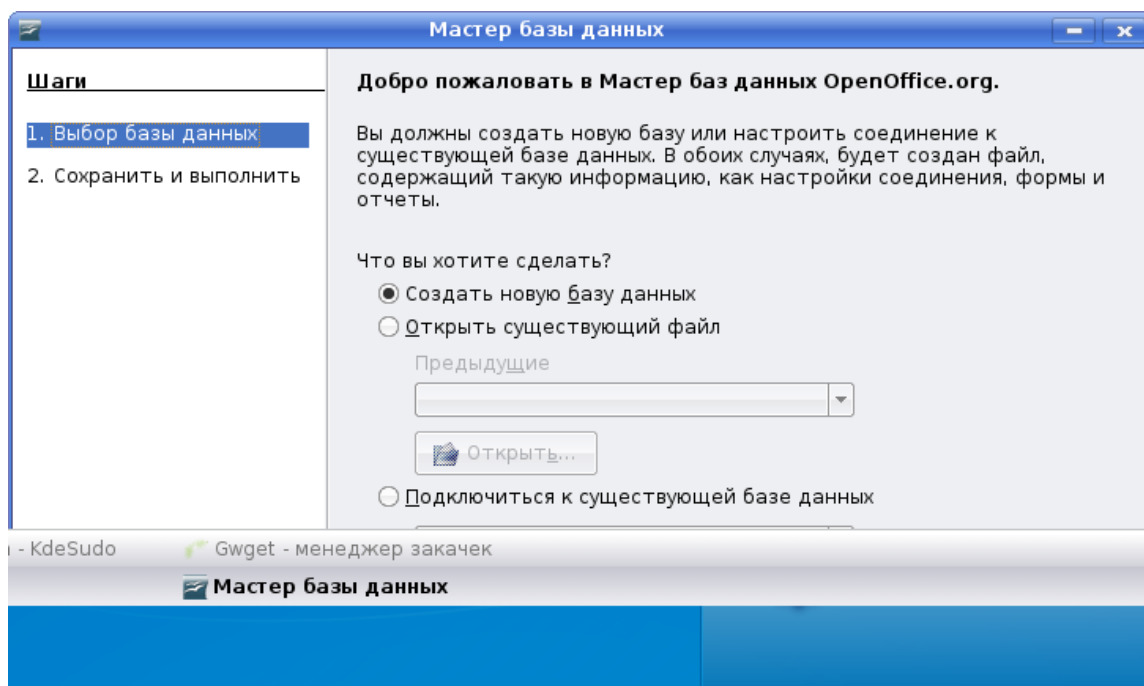 Мастер базы данных
Шаги
1. Выбор базы данных
2. Сохранить и выполнить
Добро пожаловать в Мастер баз данных OpenOffice.org.
Вы должны создать новую базу или настроить соединение к
существующей базе данных. В обоих случаях, будет создан файл,
содержащий такую информацию, как настройки соединения, формы и
отчеты.
Что вы хотите сделать?
Создать новую базу данных
Открыть существующий файл
Предыдущие
Открыть...
Подключиться к существующей базе данных
- KdeSudo
Gwget - менеджер закачек
Мастер базы данных